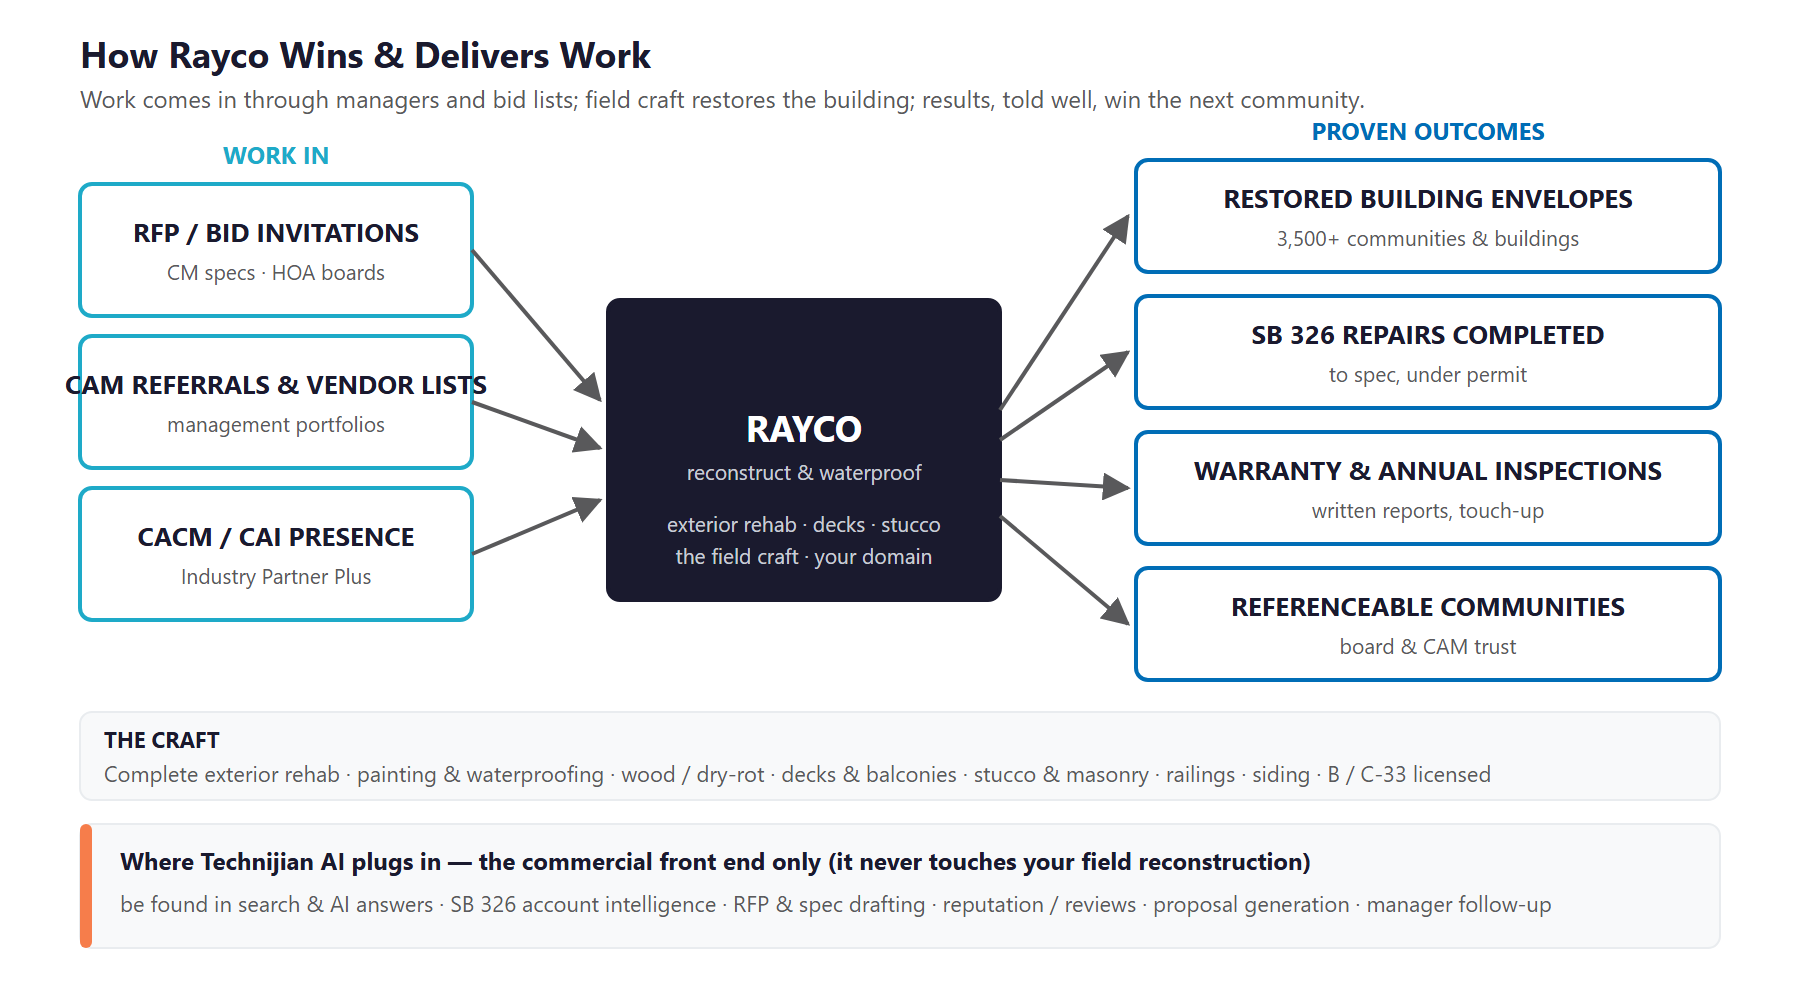 How Rayco Wins & Delivers Work
Work comes in through managers and bid lists; field craft restores the building; results, told well, win the next community.
WORK IN
RFP / BID INVITATIONS
CM specs · HOA boards
CAM REFERRALS & VENDOR LISTS
management portfolios
CACM / CAI PRESENCE
Industry Partner Plus
RAYCO
reconstruct & waterproof
exterior rehab · decks · stucco
the field craft · your domain
PROVEN OUTCOMES
RESTORED BUILDING ENVELOPES
3,500+ communities & buildings
SB 326 REPAIRS COMPLETED
to spec, under permit
WARRANTY & ANNUAL INSPECTIONS
written reports, touch-up
REFERENCEABLE COMMUNITIES
board & CAM trust
THE CRAFT
Complete exterior rehab · painting & waterproofing · wood / dry-rot · decks & balconies · stucco & masonry · railings · siding · B / C-33 licensed
Where Technijian AI plugs in — the commercial front end only (it never touches your field reconstruction)
be found in search & AI answers · SB 326 account intelligence · RFP & spec drafting · reputation / reviews · proposal generation · manager follow-up